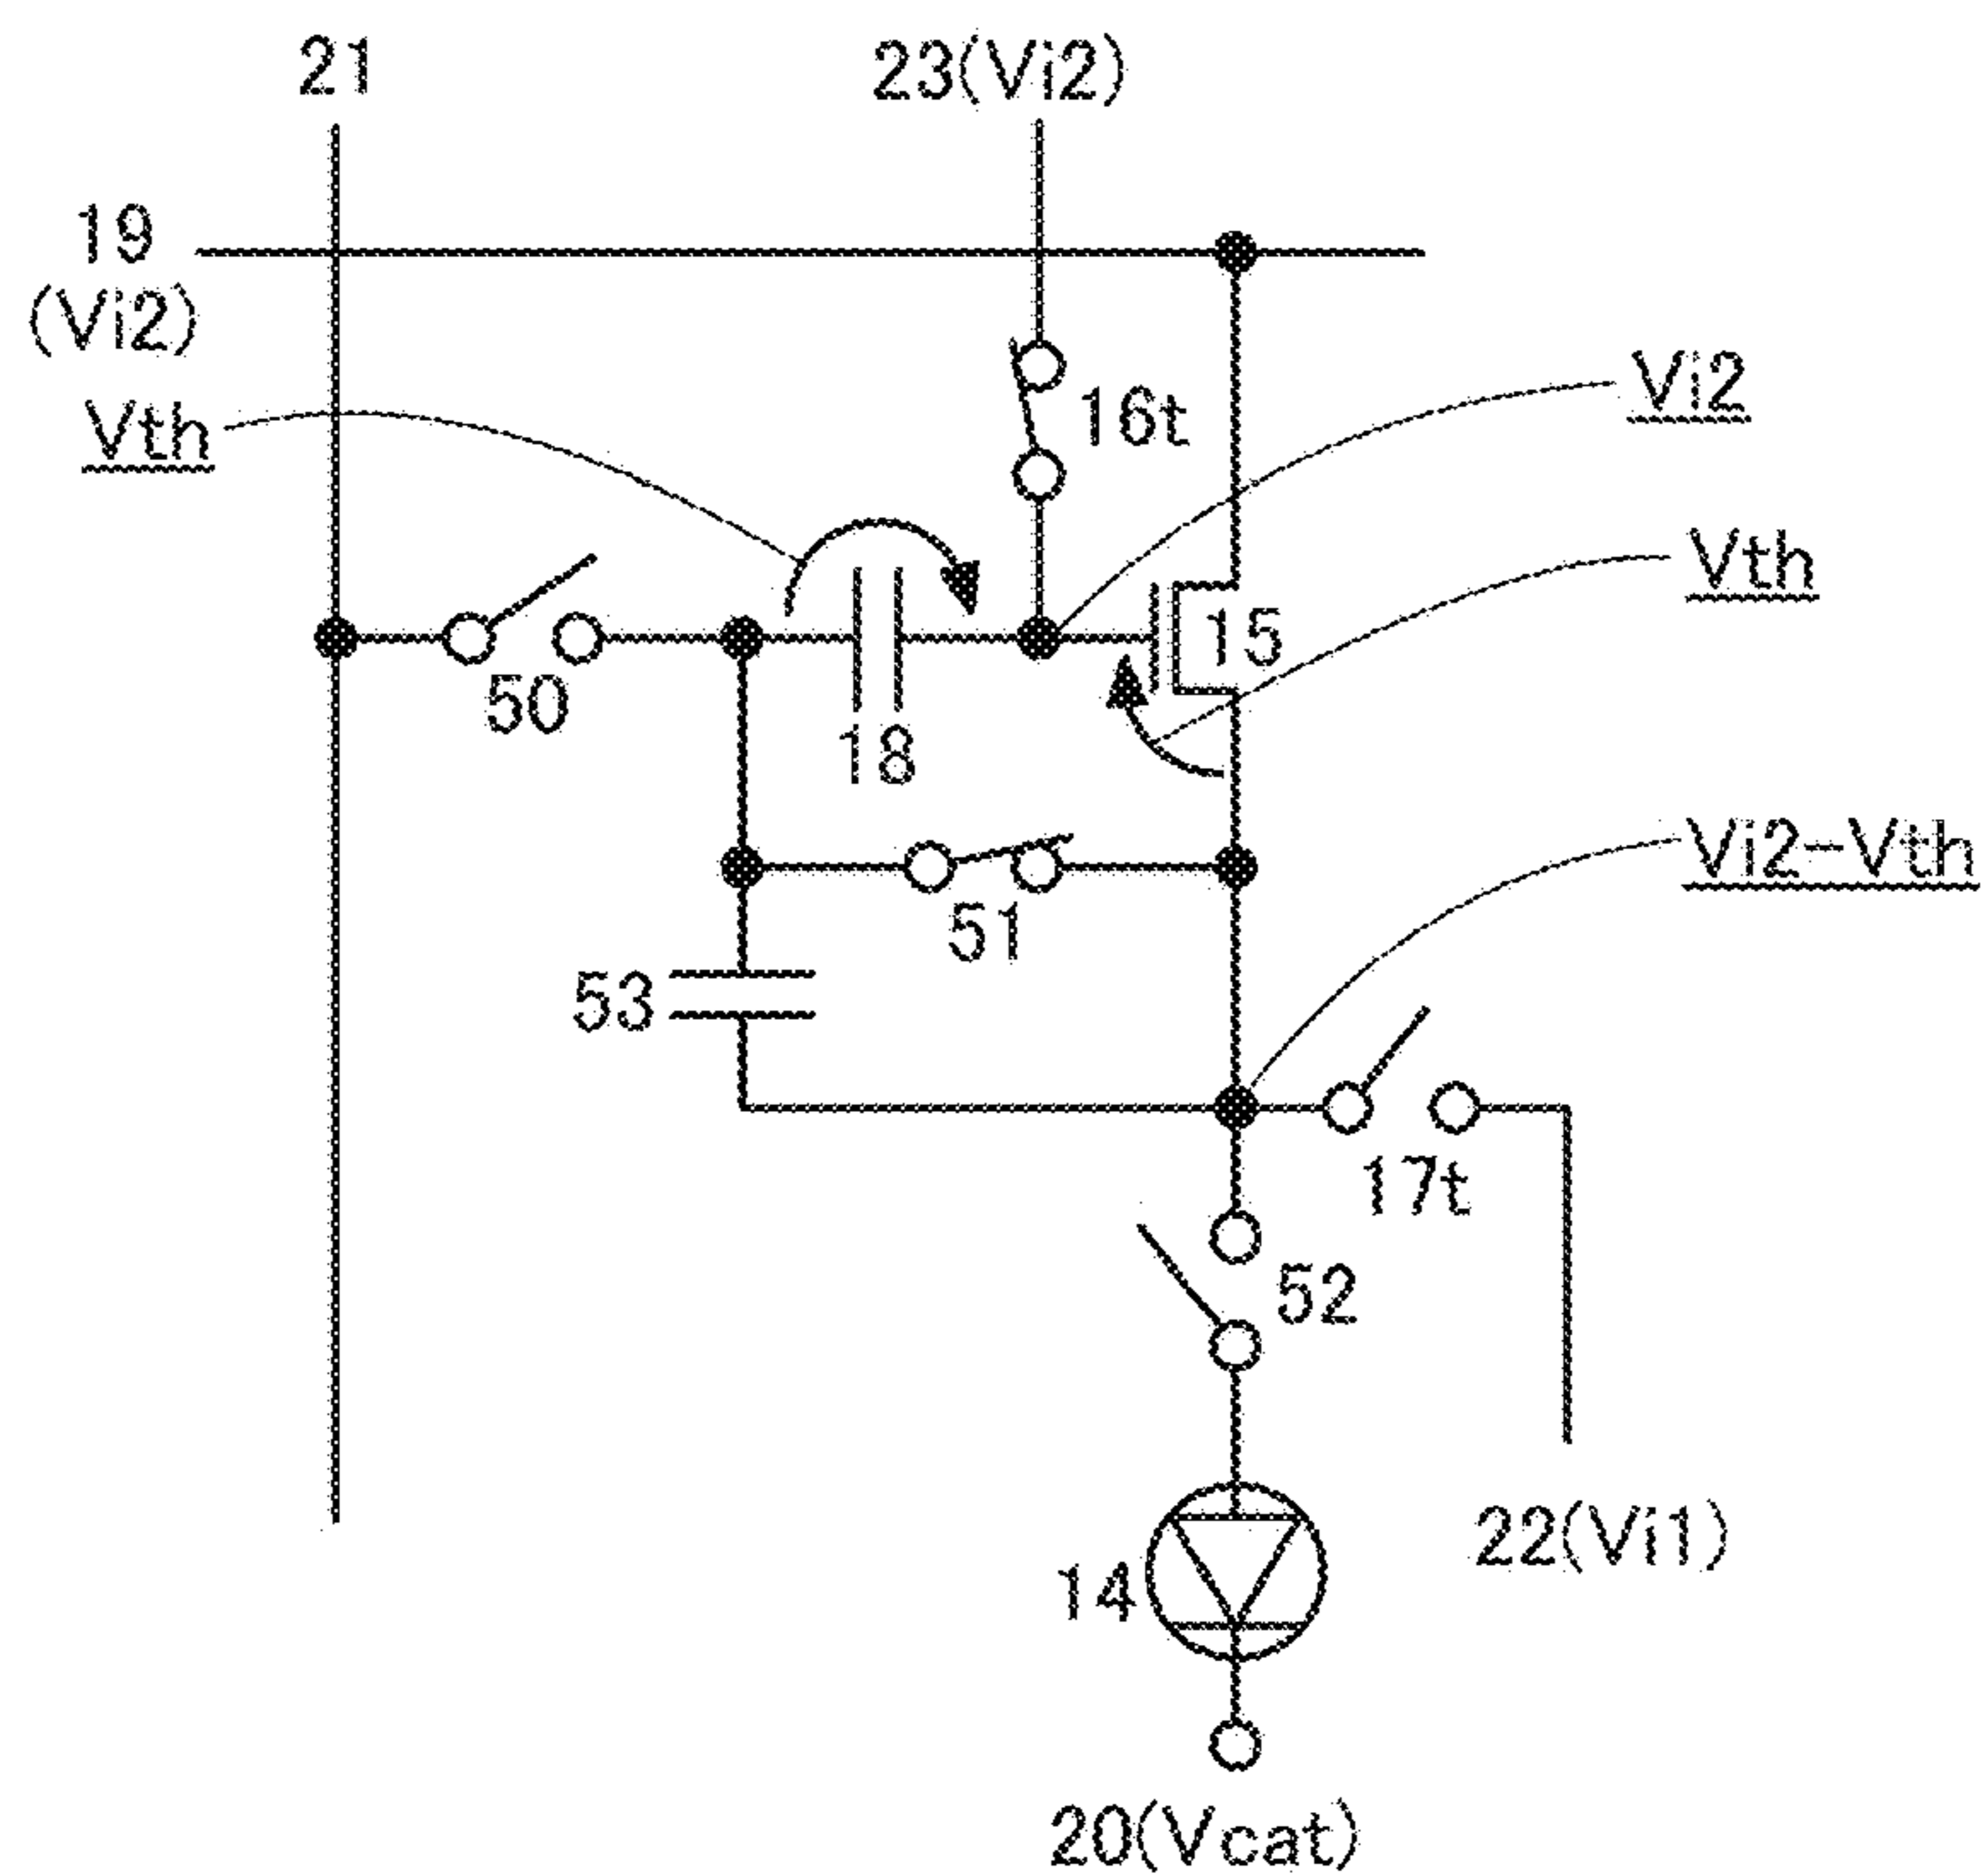 21
23(Vi2)
19
(Vi2)
Vth
16t
Vi2
Vth
15
50
18
Vi2-Vth
51
53
17t
52
14
22(Vi1)
20(Vcat)